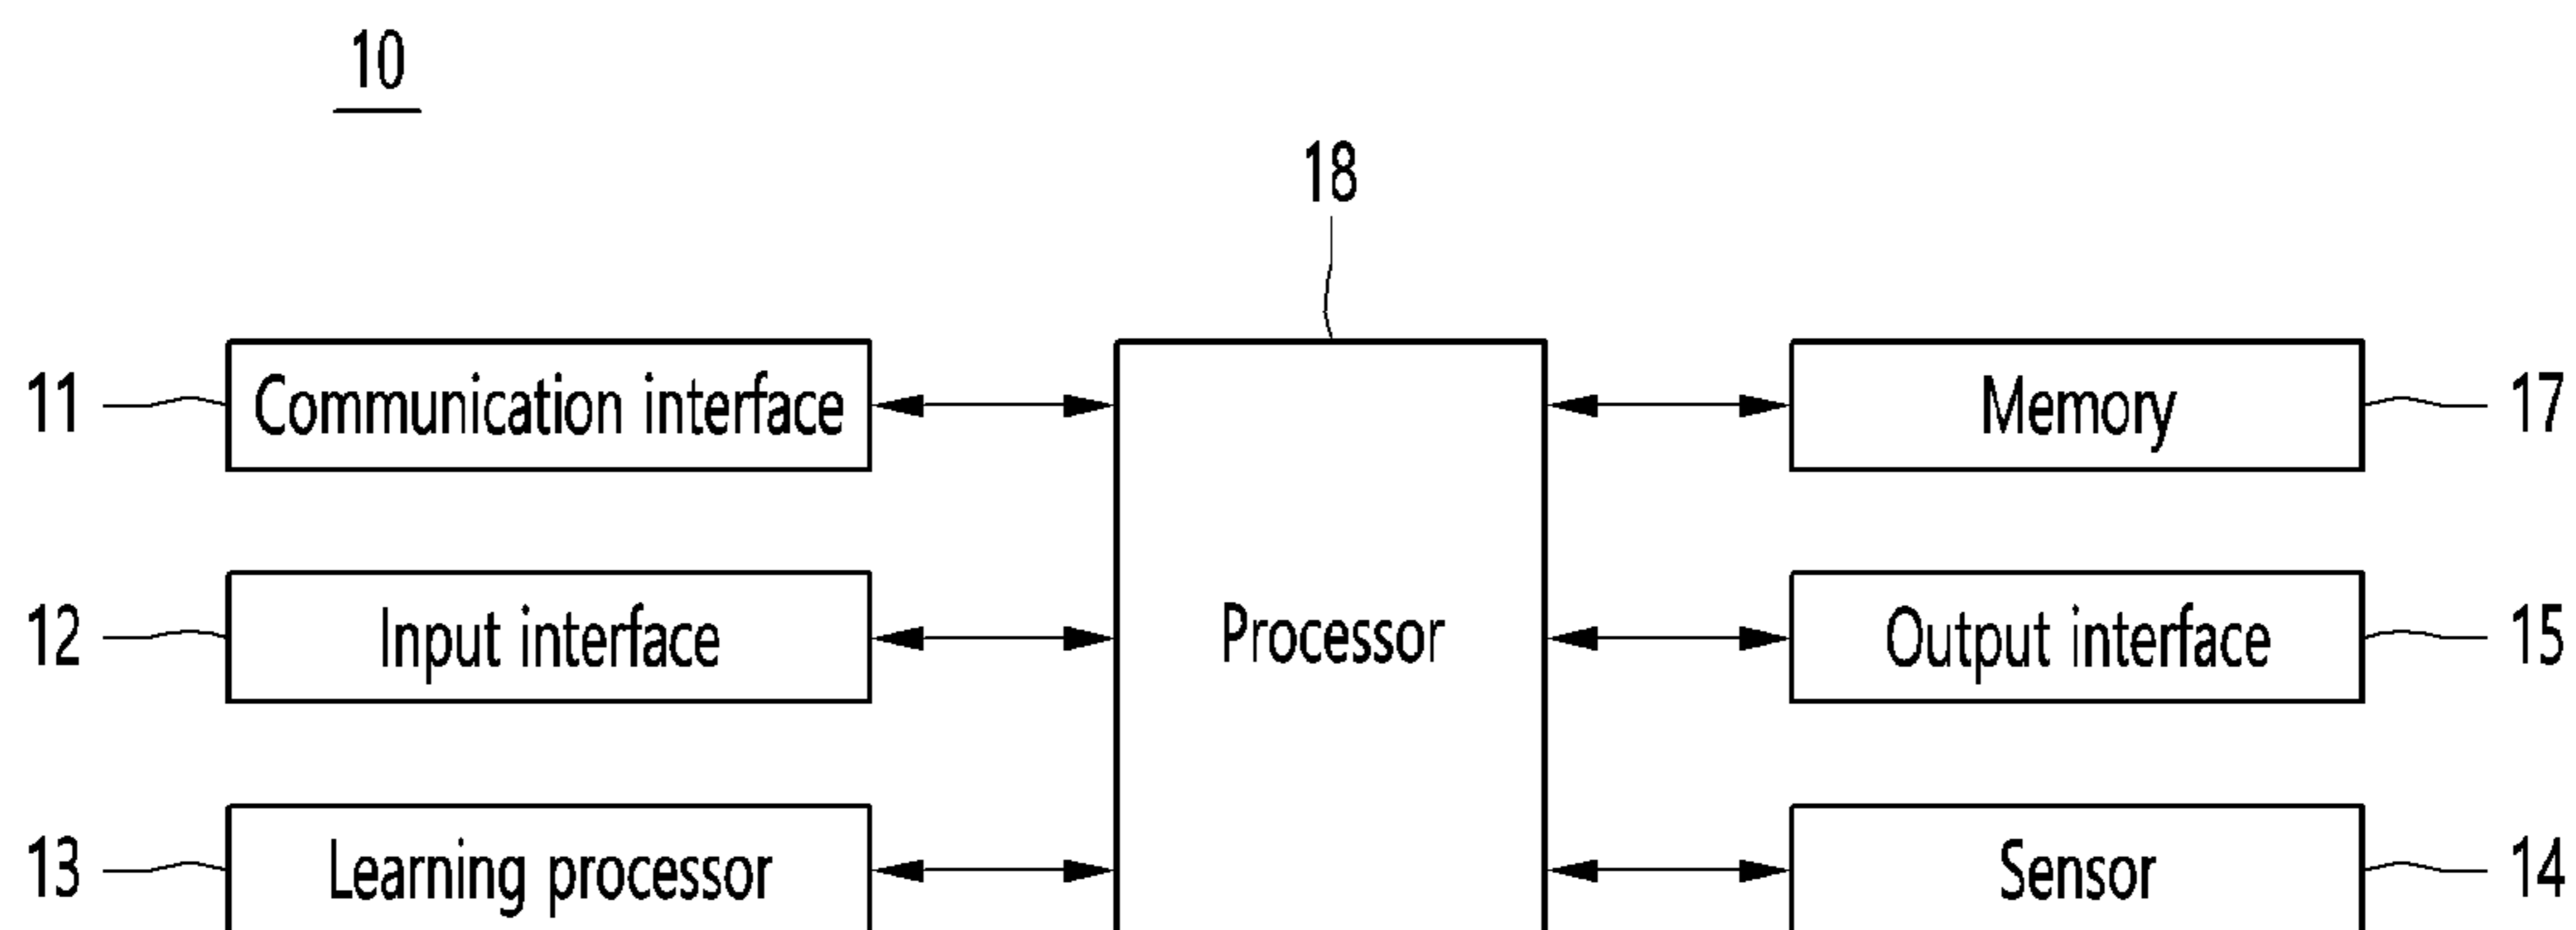 10
18
11 Communication interface Memory 17
12 Input interface Processor Output interface 15
13 Learning processor Sensor 14